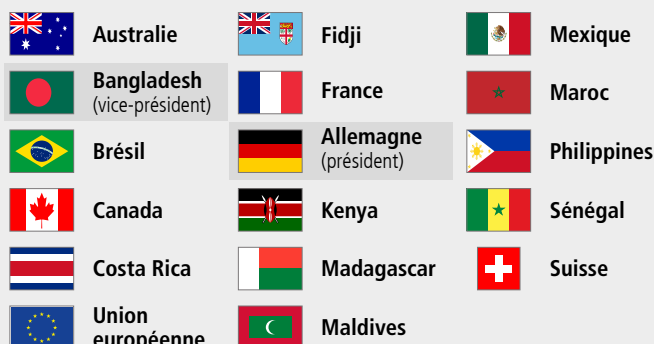 Australie
Bangladesh
(vice-président)
Brésil
Canada
Costa Rica
Union
européenne
Fidji
France
Allemagne
(président)
Kenya
Madagascar
Maldives
Mexique
Maroc
Philippines
Sénégal
Suisse